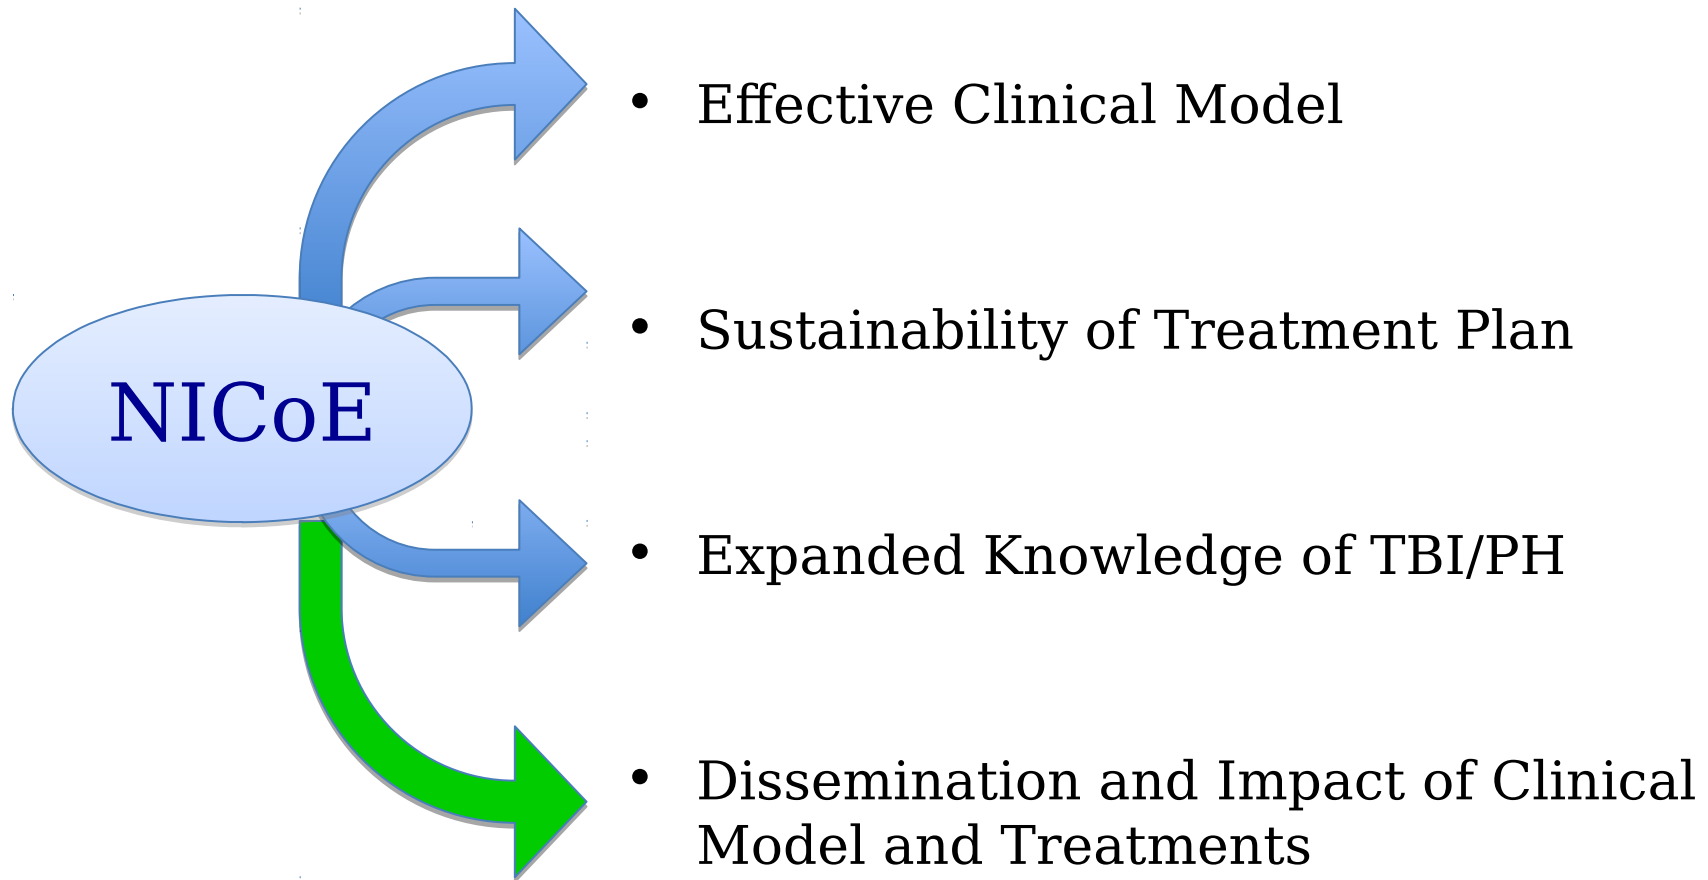 • Effective Clinical Model
• Sustainability of Treatment Plan
NICoE
• Expanded Knowledge of TBI/PH
• Dissemination and Impact of Clinical
Model and Treatments